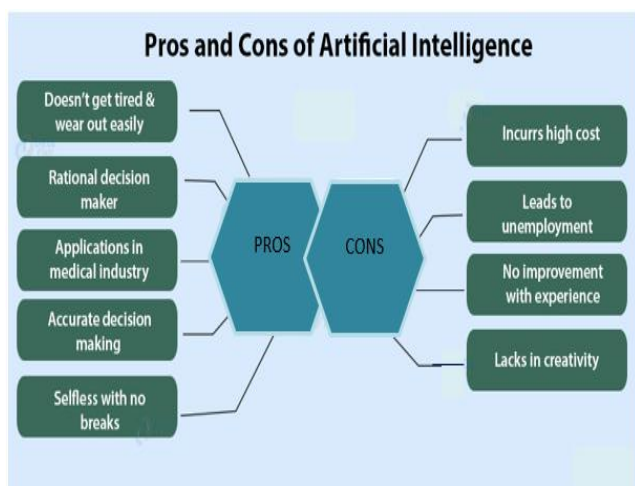 Pros and Cons of Artificial Intelligence
Doesn't get tired &
wear out easily
Rational decision
maker
Applications in
medical industry
Accurate decision
making
Selfless with no
breaks
PROS
CONS
Incurrs high cost
Leads to
unemployment
No improvement
with experience
Lacks in creativity